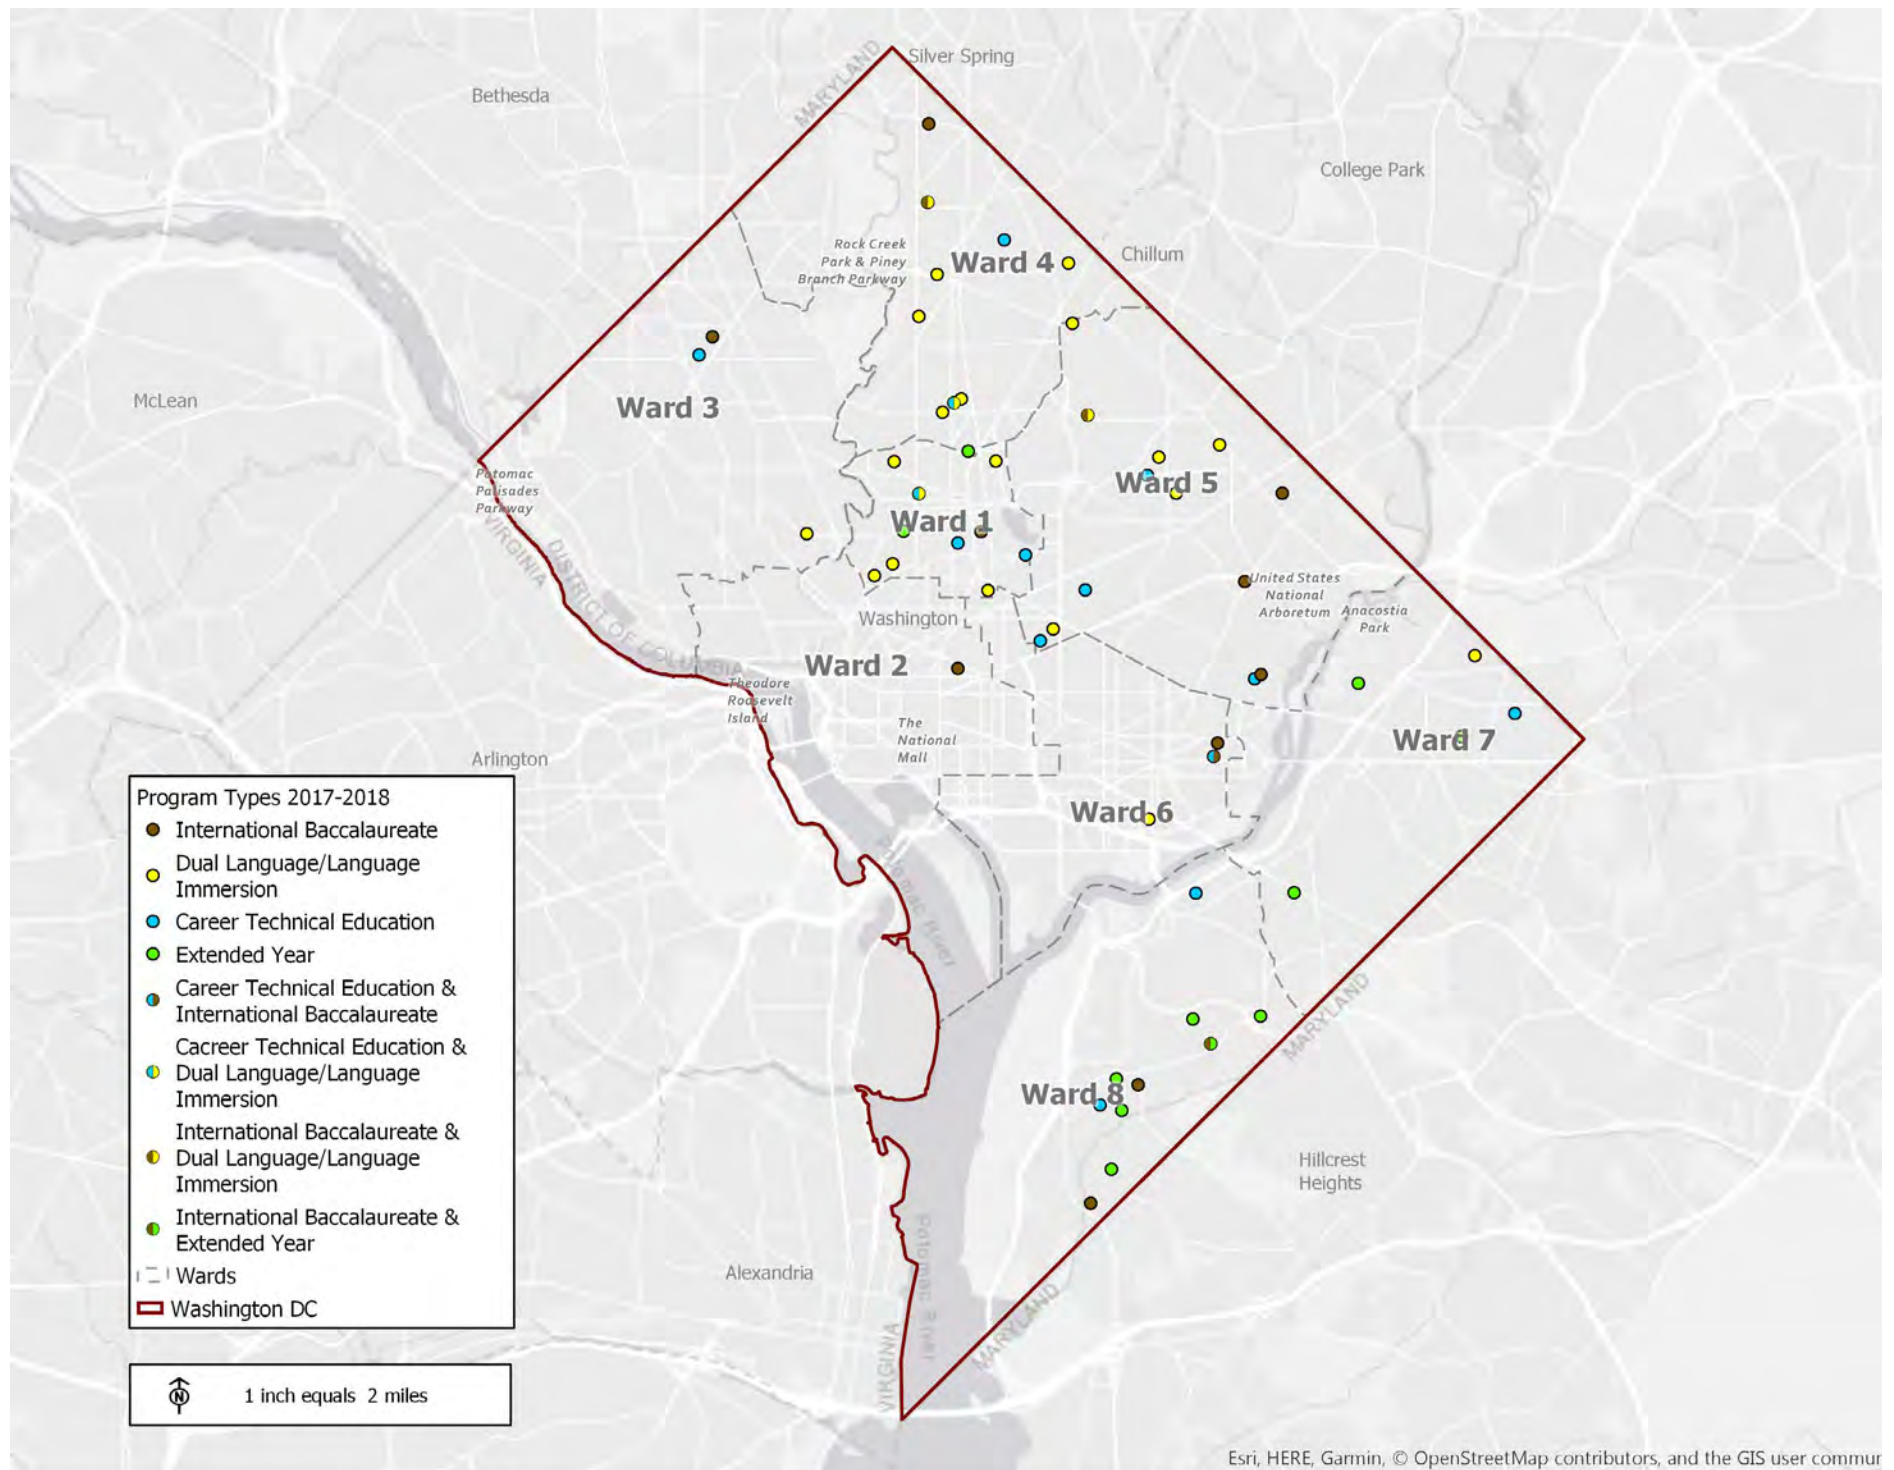 Silver Spring
MARYLAND
Bethesda
College Park
Rock Creek
Park & Piney
Branch Parkway
Ward 4
Chillum
McLean
Ward 3
Potomac
Palisades
Parkway
VIRGINIA
DISTRICT OF COLUMBIA
Ward 5
Ward 1
United States
National
Arboretum
Anacostia
Park
Washington
Ward 2
Theodore
Roosevelt
Island
The
National
Mall
Ward 7
Arlington
Ward 6
Potomac River
MARYLAND
Ward 8
Hillcrest
Heights
Alexandria
Potomac River
VIRGINIA
MARYLAND
Program Types 2017-2018
International Baccalaureate
Dual Language/Language
Immersion
Career Technical Education
Extended Year
Career Technical Education &
International Baccalaureate
Cacreer Technical Education &
Dual Language/Language
Immersion
International Baccalaureate &
Dual Language/Language
Immersion
International Baccalaureate &
Extended Year
Wards
Washington DC
N
1 inch equals 2 miles
Esri, HERE, Garmin, © OpenStreetMap contributors, and the GIS user commun